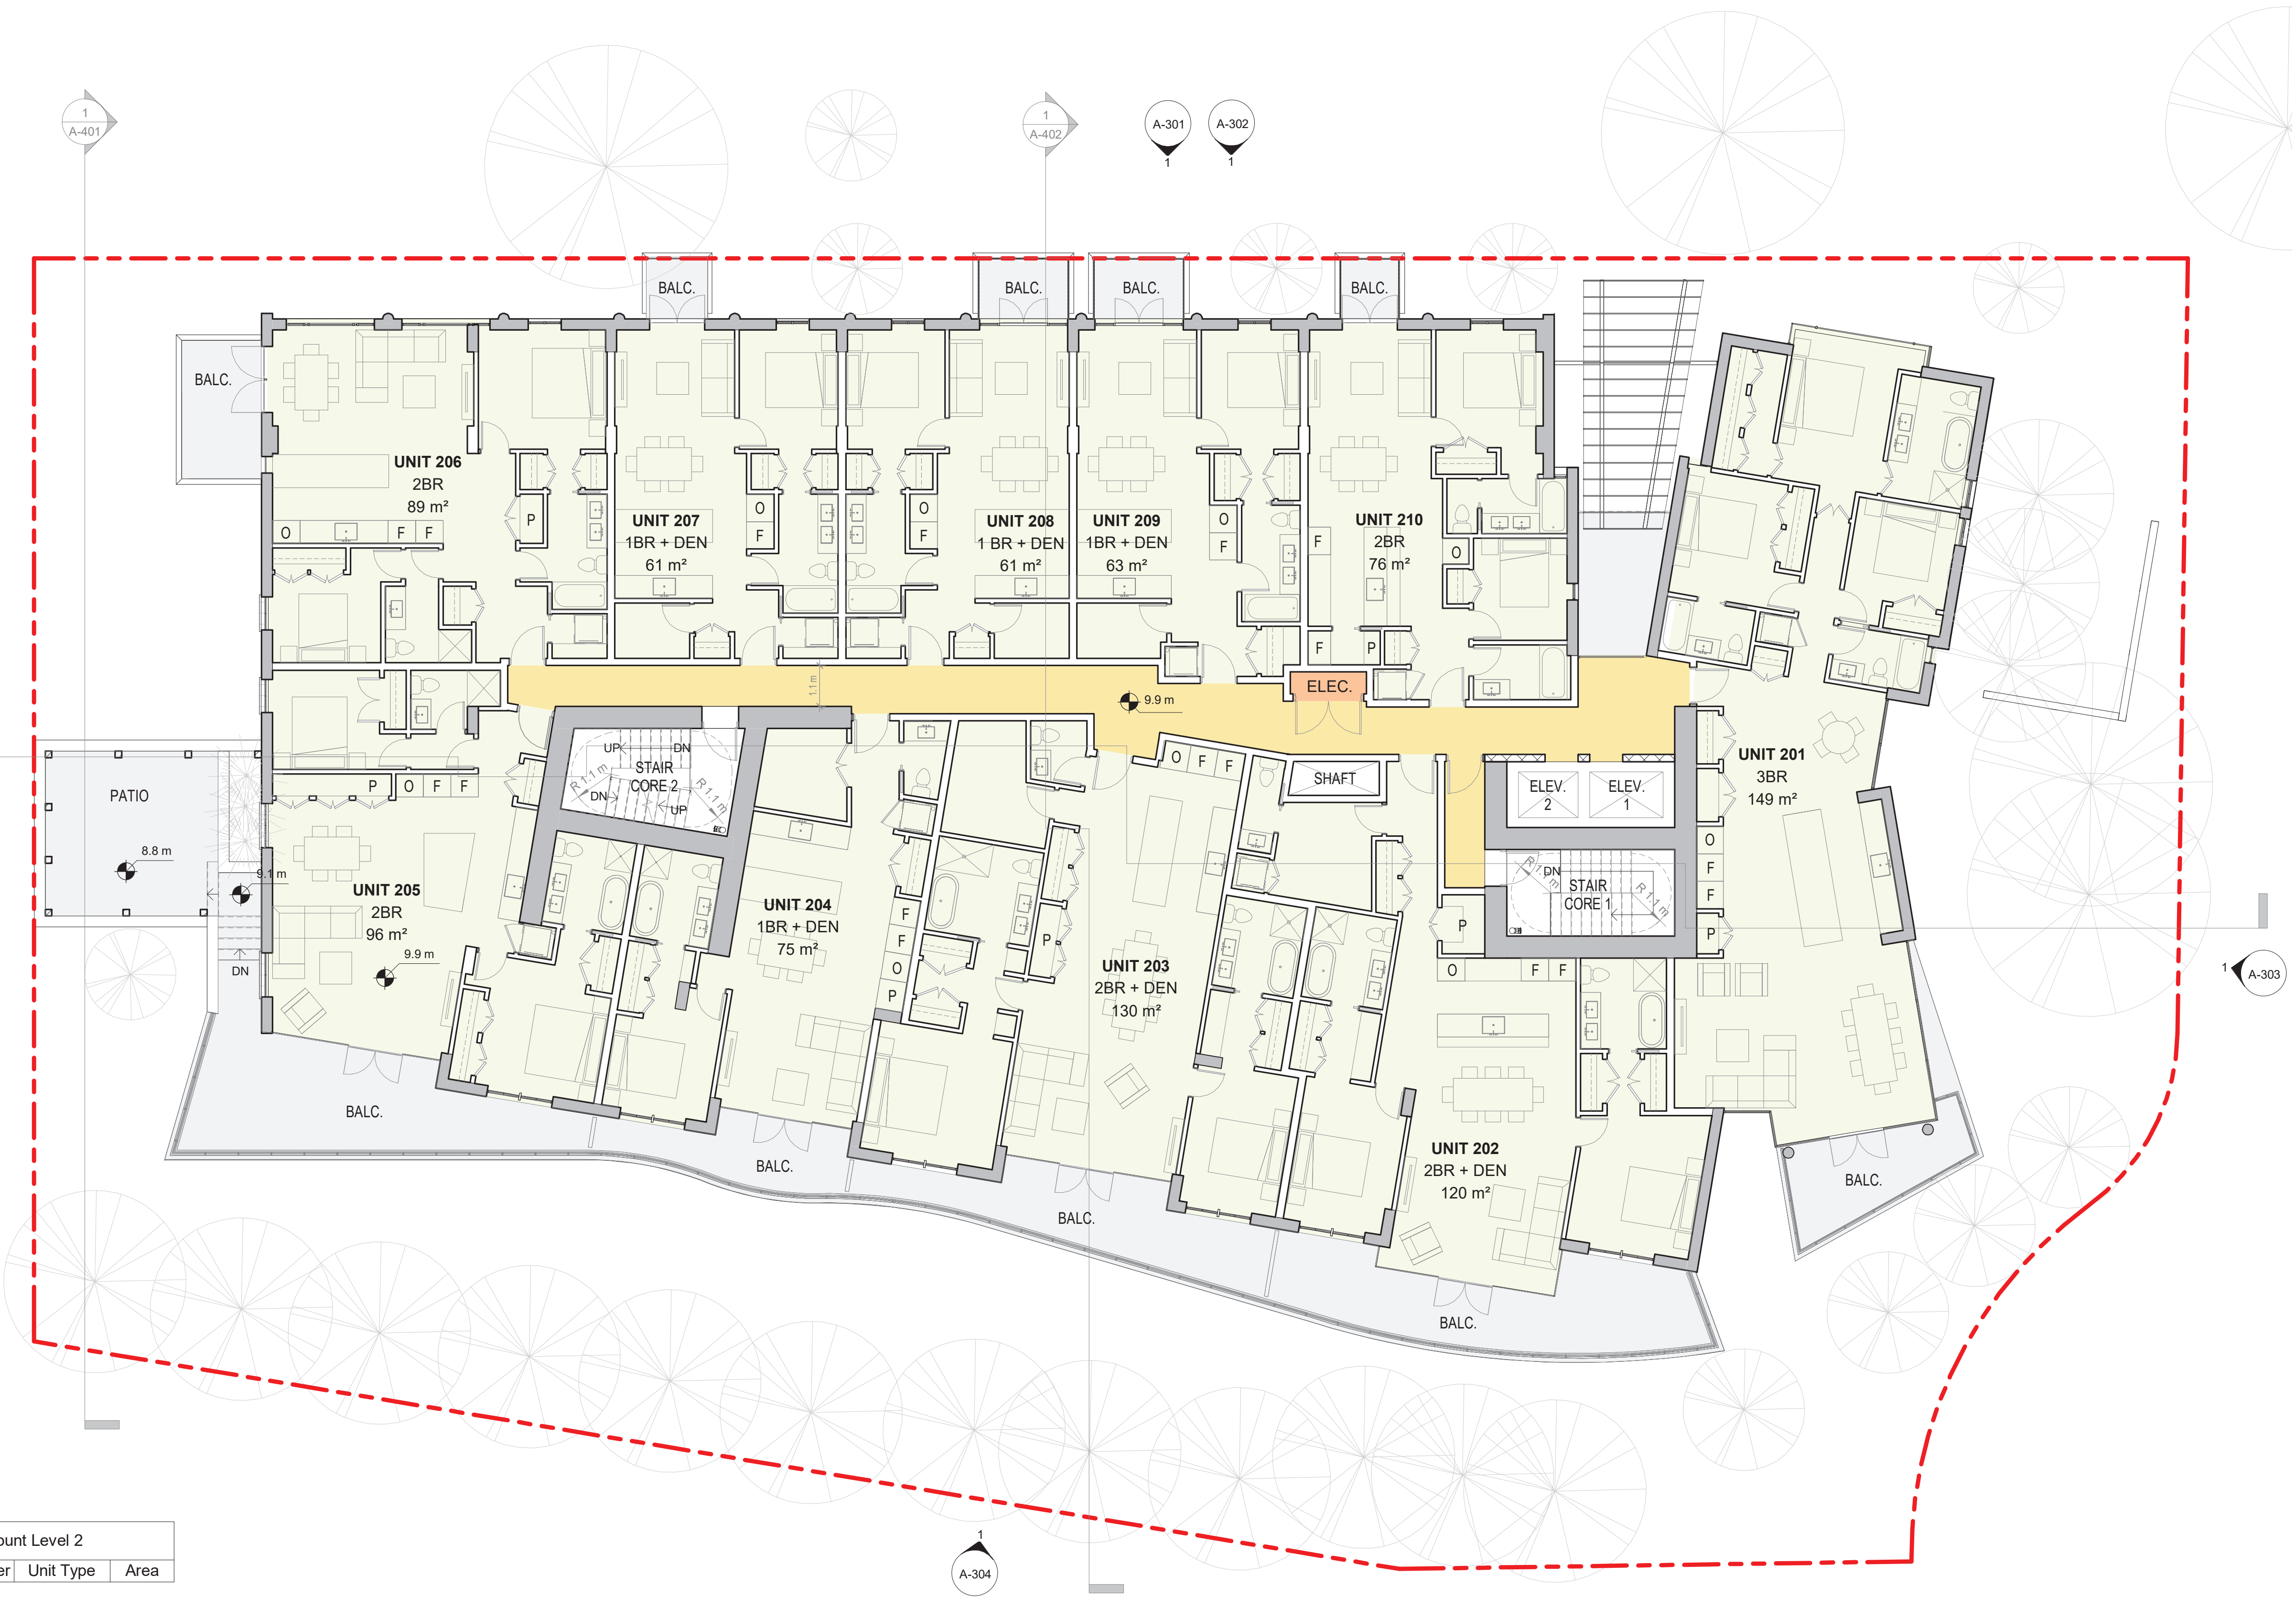 1
A-401
1
A-402
A-301
1
A-302
1
BALC.
BALC.
BALC.
BALC.
BALC.
UNIT 206
2BR
89 m²
O
F
F
P
UNIT 207
1BR + DEN
61 m²
O
F
UNIT 208
1 BR + DEN
61 m²
O
F
UNIT 209
1BR + DEN
63 m²
O
F
UNIT 210
2BR
76 m²
F
O
F
P
1.1 m
9.9 m
ELEC.
UP
DN
STAIR
CORE 2
R 1.1 m
R 1.1 m
DN
UP
O
F
F
SHAFT
ELEV.
2
ELEV.
1
UNIT 201
3BR
149 m²
O
F
F
P
PATIO
8.8 m
9.1 m
DN
P
O
F
F
UNIT 205
2BR
96 m²
9.9 m
UNIT 204
1BR + DEN
75 m²
F
F
O
P
P
UNIT 203
2BR + DEN
130 m²
DN
STAIR
CORE 1
R 1.1 m
R 1.1 m
P
O
F
F
UNIT 202
2BR + DEN
120 m²
BALC.
BALC.
BALC.
BALC.
BALC.
1
A-303
1
A-304
ount Level 2
er
Unit Type
Area